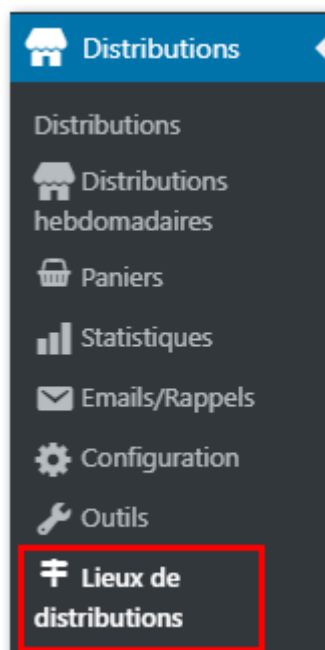 Distributions
Distributions
Distributions
hebdomadaires
Paniers
Statistiques
Emails/Rappels
Configuration
Outils
Lieux de
distributions